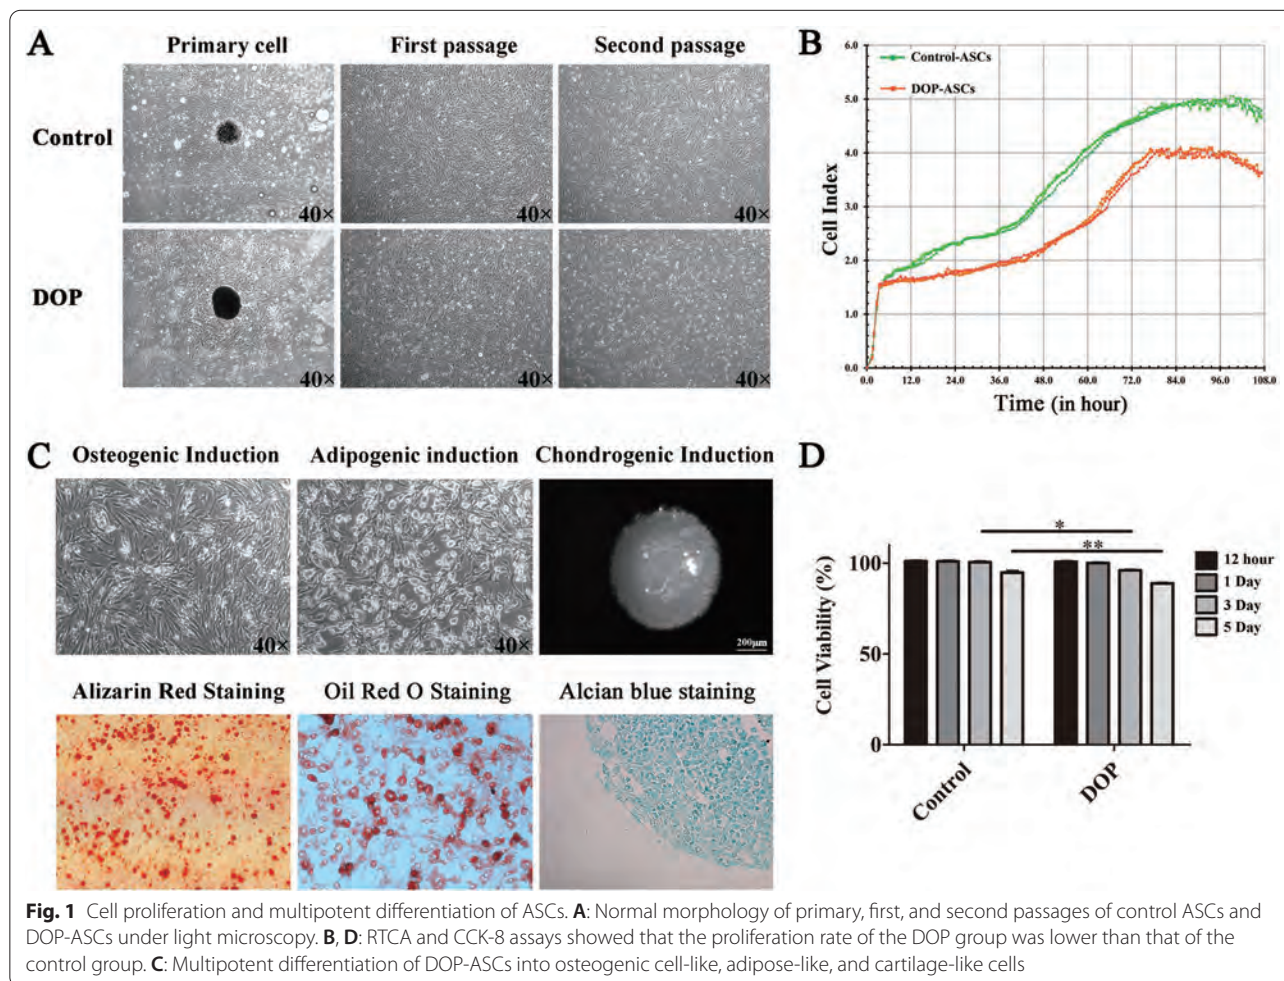 A
Primary cell
First passage
Second passage
Control
40×
40×
40×
DOP
40×
40×
40×
B
6.0
5.0
4.0
3.0
2.0
1.0
0.0
Cell Index
Control-ASCs
DOP-ASCs
0.0 12.0 24.0 36.0 48.0 60.0 72.0 84.0 96.0 108.0
Time (in hour)
C
Osteogenic Induction
Adipogenic induction
Chondrogenic Induction
40×
40×
200μm
Alizarin Red Staining
Oil Red O Staining
Alcian blue staining
D
Cell Viability (%)
100
50
0
*
**
12 hour
1 Day
3 Day
5 Day
Control
DOP
Fig. 1 Cell proliferation and multipotent differentiation of ASCs. A: Normal morphology of primary, first, and second passages of control ASCs and
DOP-ASCs under light microscopy. B, D: RTCA and CCK-8 assays showed that the proliferation rate of the DOP group was lower than that of the
control group. C: Multipotent differentiation of DOP-ASCs into osteogenic cell-like, adipose-like, and cartilage-like cells